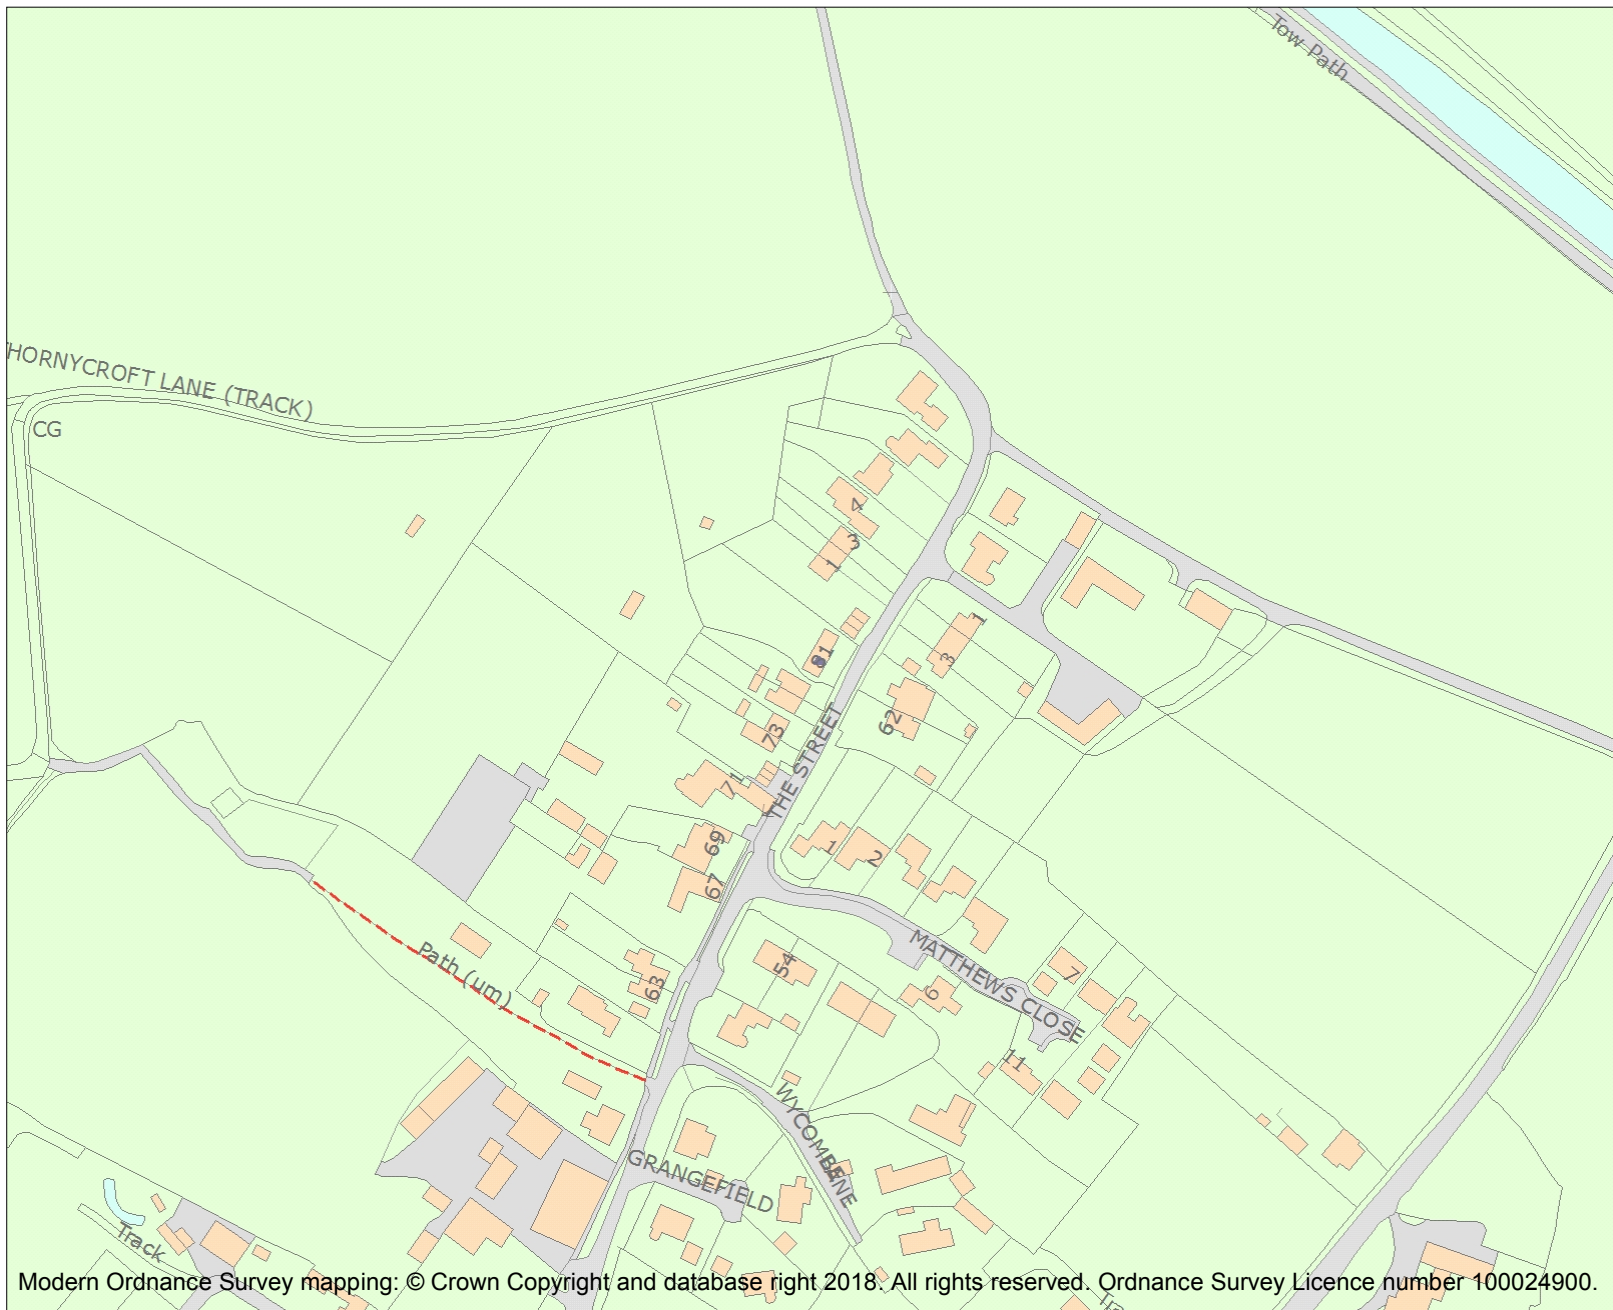 Tow Path
HORNYCROFT LANE (TRACK)
CG
4
3
1
1
3
81
62
73
THE STREET
71
69
1
2
67
Path (um)
63
54
MATTHEWS CLOSE
7
6
11
WYCOMBE
LANE
GRANGEFIELD
Track
Modern Ordnance Survey mapping: © Crown Copyright and database right 2018. All rights reserved. Ordnance Survey Licence number 100024900.